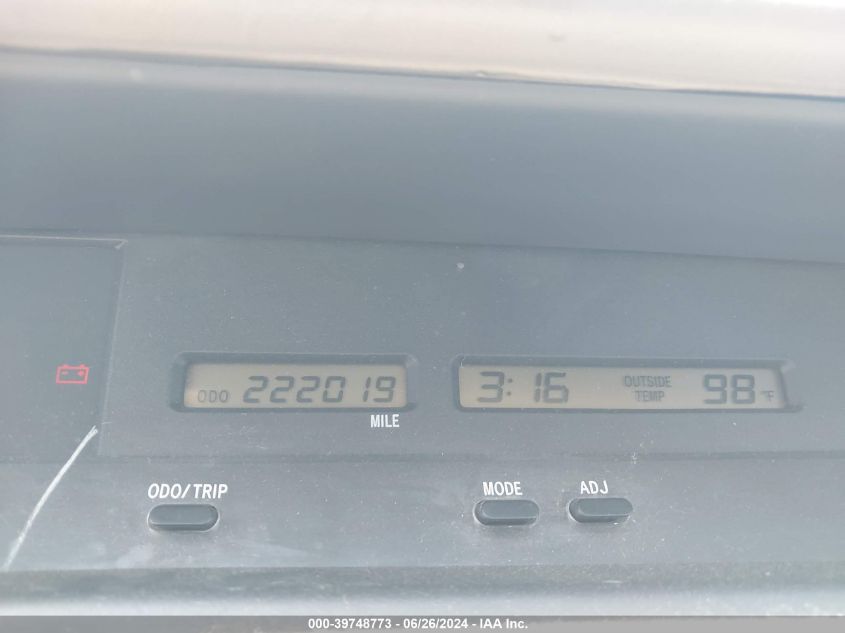 ODO 222019
MILE
3:16 OUTSIDE TEMP 98°F
ODO/TRIP
MODE
ADJ
000-39748773 - 06/26/2024 - IAA Inc.